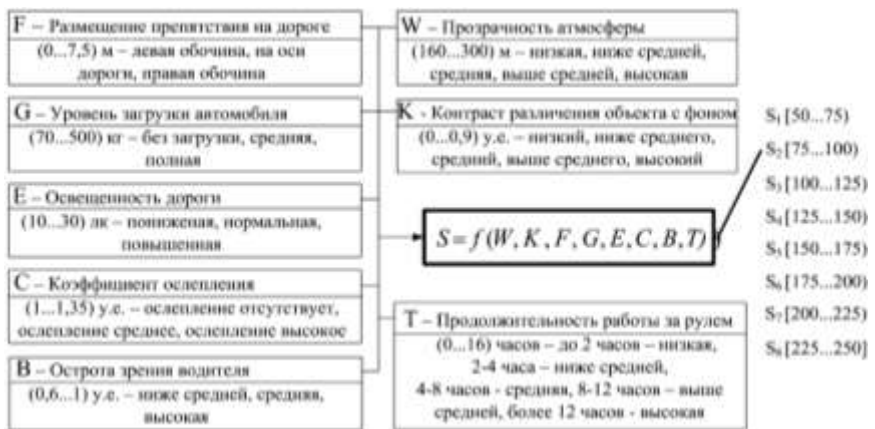 F – Размещение препятствия на дороге
(0...7,5) м – левая обочина, на оси
дороги, правая обочина
G – Уровень загрузки автомобиля
(70...500) кг – без загрузки, средняя,
полная
E – Освещенность дороги
(10...30) лк – пониженая, нормальная,
повышенная
C – Коэффициент ослепления
(1...1,35) у.е. – ослепление отсутствует,
ослепление среднее, ослепление высокое
B – Острота зрения водителя
(0,6...1) у.е. – ниже средней, средняя,
высокая
W – Прозрачность атмосферы
(160...300) м – низкая, ниже средней,
средняя, выше средней, высокая
K - Контраст различения объекта с фоном
(0...0,9) у.е. – низкий, ниже среднего,
средний, выше среднего, высокий
S = f (W, K, F, G, E, C, B, T)
T – Продолжительность работы за рулем
(0...16) часов – до 2 часов – низкая,
2-4 часа – ниже средней,
4-8 часов - средняя, 8-12 часов – выше
средней, более 12 часов - высокая
S₁ [50...75)
S₂ [75...100)
S₃ [100...125)
S₄ [125...150)
S₅ [150...175)
S₆ [175...200)
S₇ [200...225)
S₈ [225...250]